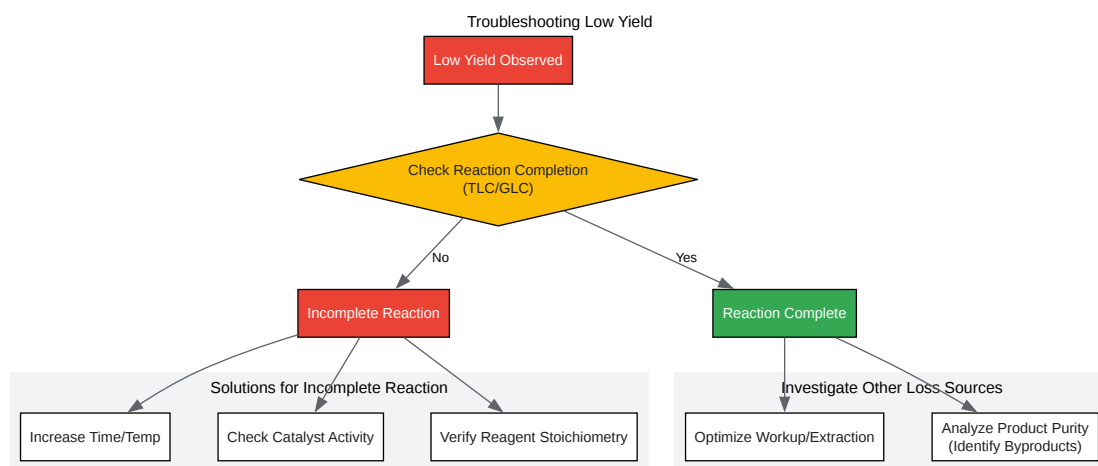 Troubleshooting Low Yield
Low Yield Observed
Check Reaction Completion
(TLC/GLC)
No
Yes
Incomplete Reaction
Reaction Complete
Solutions for Incomplete Reaction
Investigate Other Loss Sources
Increase Time/Temp
Check Catalyst Activity
Verify Reagent Stoichiometry
Optimize Workup/Extraction
Analyze Product Purity
(Identify Byproducts)